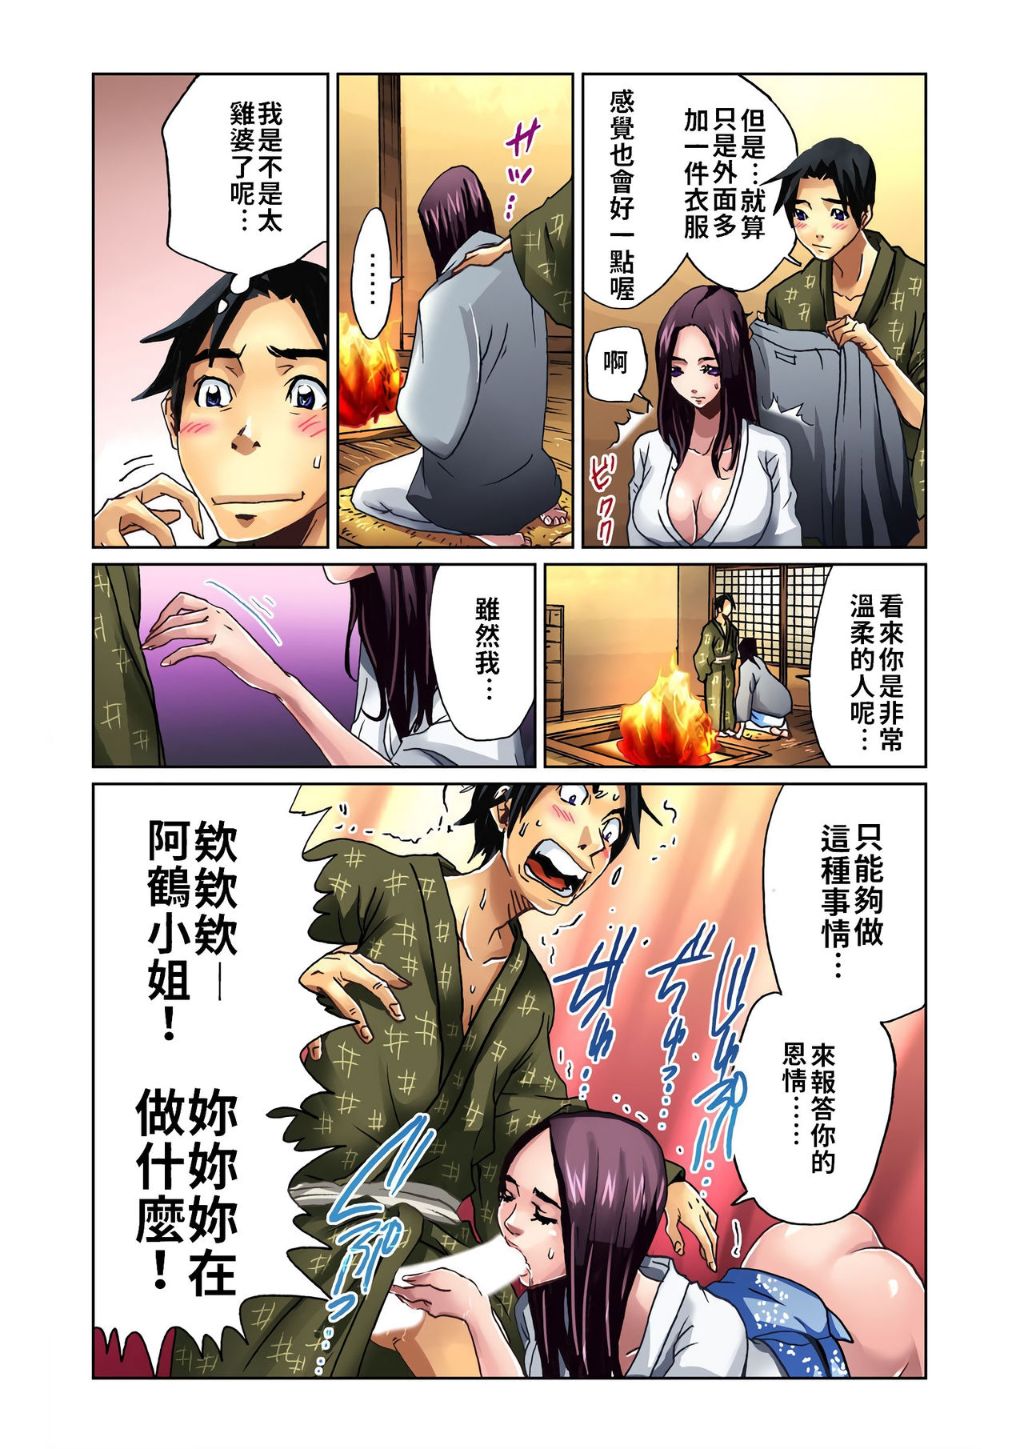 但是…就算
只是外面多
加一件衣服
感覺也會好一點喔
啊
ビクク
サッ…
……
我是不是太
雞婆了呢…
看來你是非常
溫柔的人呢…
雖然我…
只能夠做
這種事情…
來報答你的
恩情……
欸欸欸—
阿鶴小姐！
妳妳妳在
做什麼！